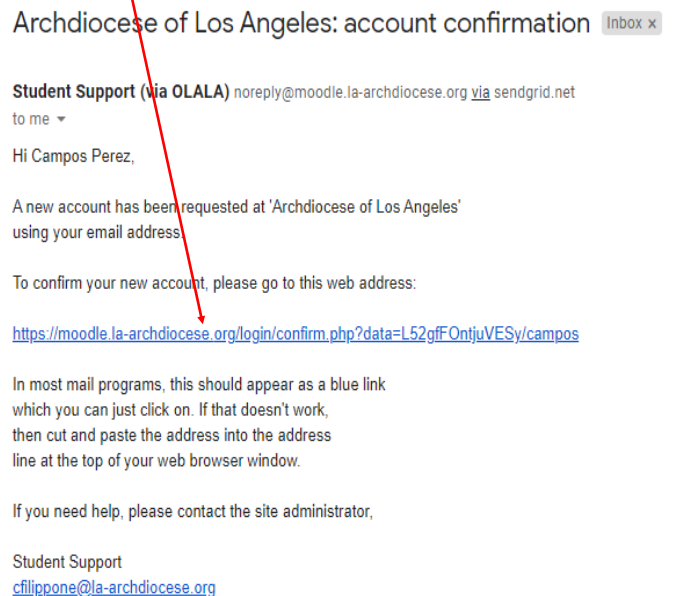 Archdiocese of Los Angeles: account confirmation Inbox x
Student Support (via OLALA) noreply@moodle.la-archdiocese.org via sendgrid.net
to me
Hi Campos Perez,
A new account has been requested at 'Archdiocese of Los Angeles'
using your email address.
To confirm your new account, please go to this web address:
https://moodle.la-archdiocese.org/login/confirm.php?data=L52gfFOntjuVESy/campos
In most mail programs, this should appear as a blue link
which you can just click on. If that doesn't work,
then cut and paste the address into the address
line at the top of your web browser window.
If you need help, please contact the site administrator,
Student Support
cfilippone@la-archdiocese.org